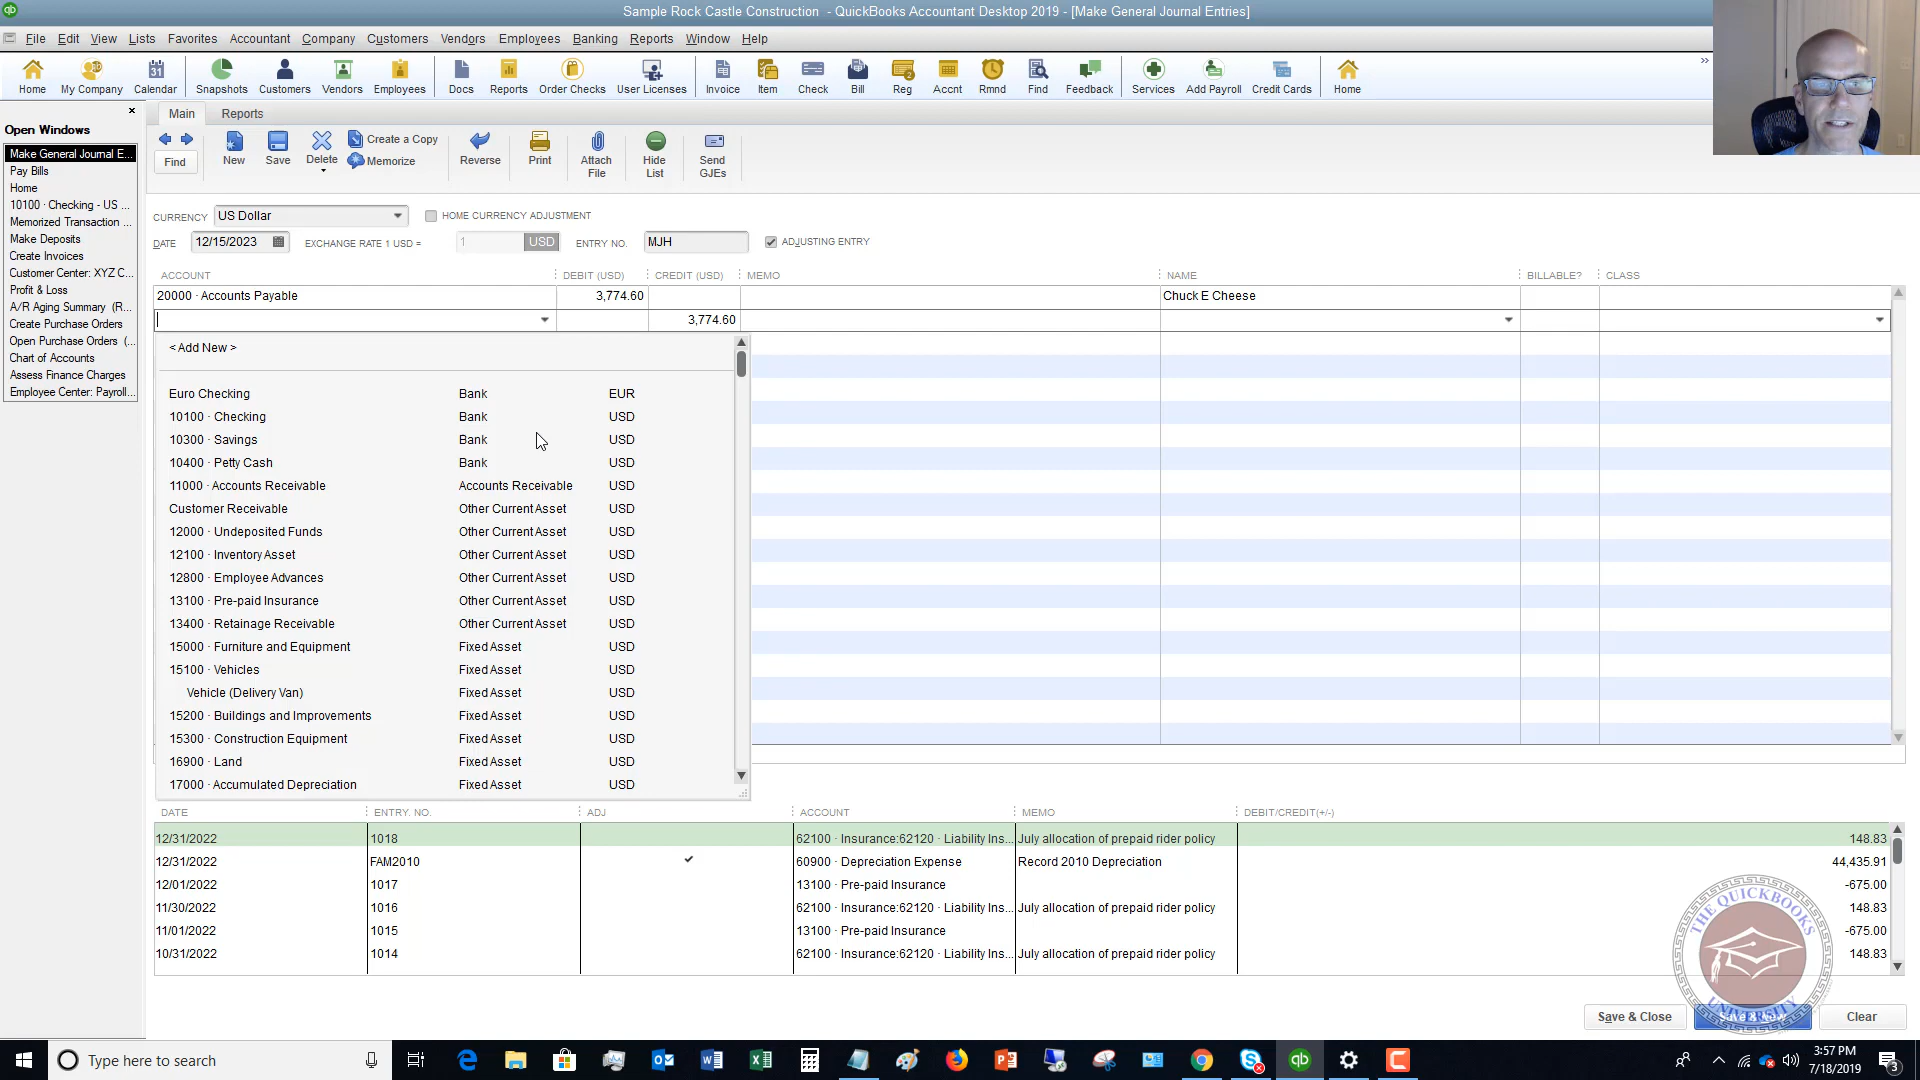 Sample Rock Castle Construction - QuickBooks Accountant Desktop 2019 - [Make General Journal Entries]
File Edit View Lists Favorites Accountant Company Customers Vendors Employees Banking Reports Window Help
Home My Company Calendar Snapshots Customers Vendors Employees Docs Reports Order Checks User Licenses Invoice Item Check Bill Reg Accnt Rmnd Find Feedback Services Add Payroll Credit Cards Home
Open Windows
Make General Journal E...
Pay Bills
Home
10100 · Checking - US ...
Memorized Transaction ...
Make Deposits
Create Invoices
Customer Center: XYZ C...
Profit & Loss
A/R Aging Summary (R...
Create Purchase Orders
Open Purchase Orders (...
Chart of Accounts
Assess Finance Charges
Employee Center: Payroll...
Main Reports
Find New Save Delete Create a Copy Memorize Reverse Print Attach File Hide List Send GJEs
CURRENCY US Dollar HOME CURRENCY ADJUSTMENT
DATE 12/15/2023 EXCHANGE RATE 1 USD = 1 USD ENTRY NO. MJH ADJUSTING ENTRY
ACCOUNT DEBIT (USD) CREDIT (USD) MEMO NAME BILLABLE? CLASS
20000 · Accounts Payable 3,774.60 Chuck E Cheese
3,774.60
< Add New >
Euro Checking Bank EUR
10100 · Checking Bank USD
10300 · Savings Bank USD
10400 · Petty Cash Bank USD
11000 · Accounts Receivable Accounts Receivable USD
Customer Receivable Other Current Asset USD
12000 · Undeposited Funds Other Current Asset USD
12100 · Inventory Asset Other Current Asset USD
12800 · Employee Advances Other Current Asset USD
13100 · Pre-paid Insurance Other Current Asset USD
13400 · Retainage Receivable Other Current Asset USD
15000 · Furniture and Equipment Fixed Asset USD
15100 · Vehicles Fixed Asset USD
Vehicle (Delivery Van) Fixed Asset USD
15200 · Buildings and Improvements Fixed Asset USD
15300 · Construction Equipment Fixed Asset USD
16900 · Land Fixed Asset USD
17000 · Accumulated Depreciation Fixed Asset USD
DATE ENTRY. NO. ADJ ACCOUNT MEMO DEBIT/CREDIT(+/-)
12/31/2022 1018 62100 · Insurance:62120 · Liability Ins... July allocation of prepaid rider policy 148.83
12/31/2022 FAM2010 60900 · Depreciation Expense Record 2010 Depreciation 44,435.91
12/01/2022 1017 13100 · Pre-paid Insurance -675.00
11/30/2022 1016 62100 · Insurance:62120 · Liability Ins... July allocation of prepaid rider policy 148.83
11/01/2022 1015 13100 · Pre-paid Insurance -675.00
10/31/2022 1014 62100 · Insurance:62120 · Liability Ins... July allocation of prepaid rider policy 148.83
THE QUICKBOOKS UNIVERSITY
Save & Close Save & New Clear
Type here to search
3:57 PM
7/18/2019
3